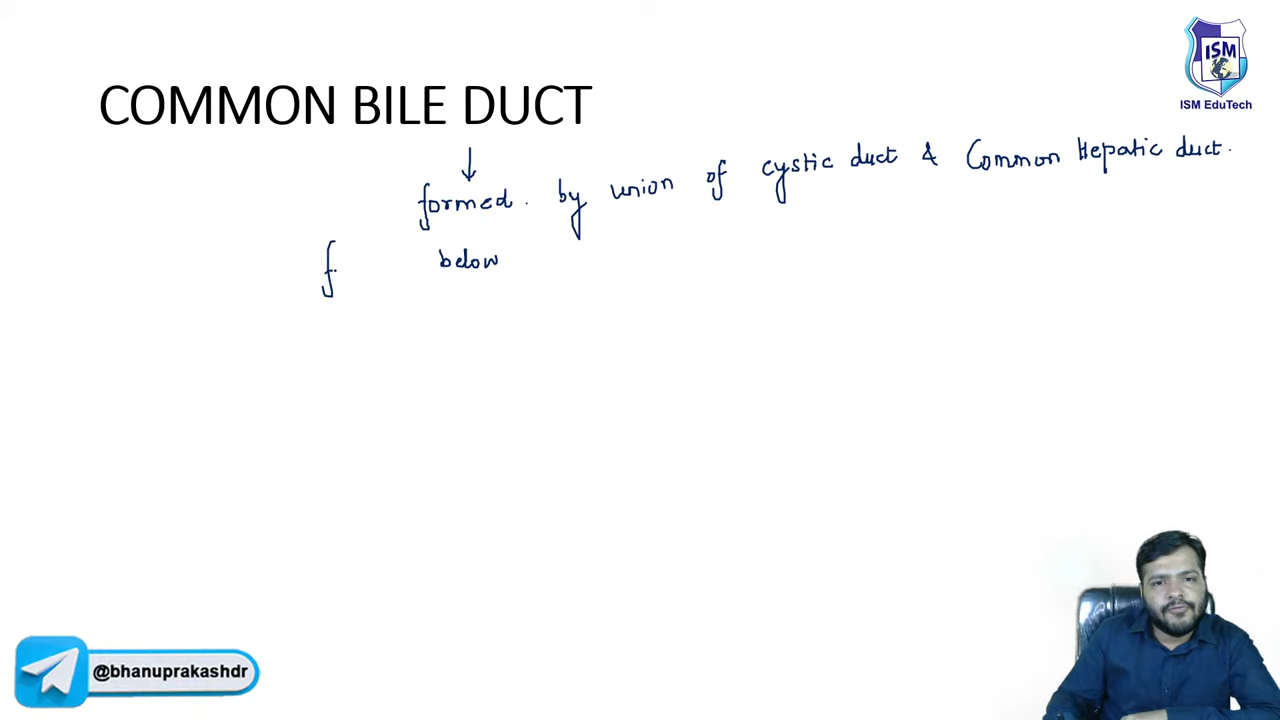 ISM
ISM EduTech
COMMON BILE DUCT
formed. by union of cystic duct & Common Hepatic duct.
f below
@bhanuprakashdr